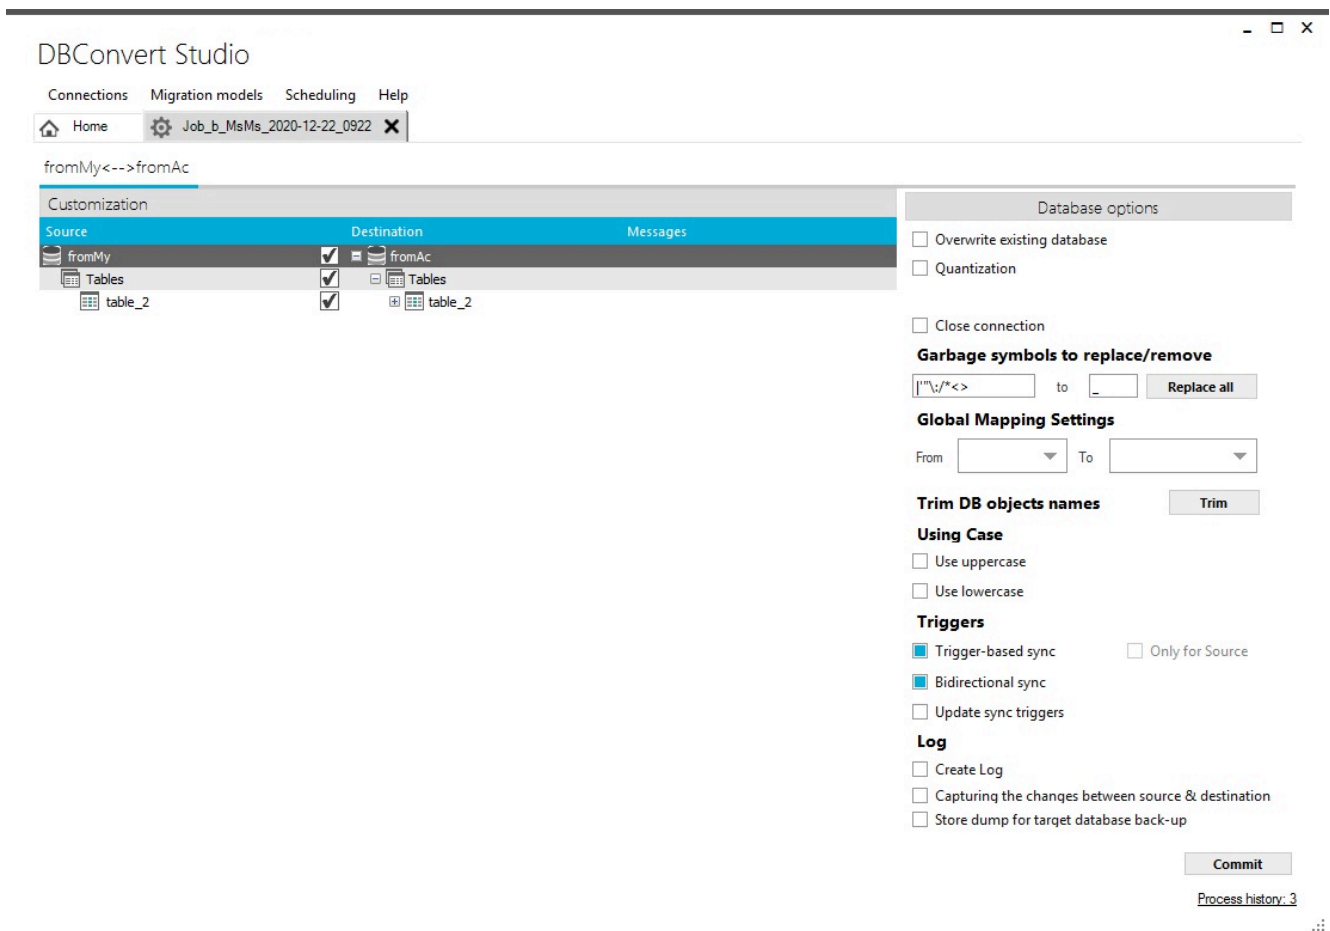 DBConvert Studio
Connections Migration models Scheduling Help
Home Job_b_MsMs_2020-12-22_0922
fromMy<-->fromAc
Customization
Database options
Source Destination Messages
Overwrite existing database
fromMy fromAc
Quantization
Tables Tables
table_2 table_2
Close connection
Garbage symbols to replace/remove
|'"\:/*<> to _ Replace all
Global Mapping Settings
From To
Trim DB objects names Trim
Using Case
Use uppercase
Use lowercase
Triggers
Trigger-based sync Only for Source
Bidirectional sync
Update sync triggers
Log
Create Log
Capturing the changes between source & destination
Store dump for target database back-up
Commit
Process history: 3